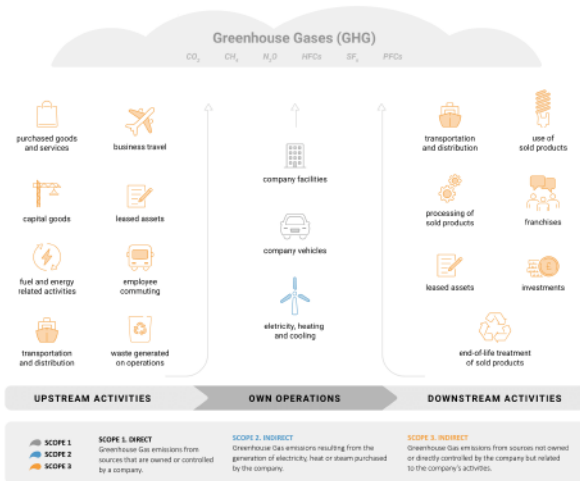 Greenhouse Gases (GHG)
CO₂ CH₄ N₂O HFCs SF₆ PFCs
purchased goods
and services
business travel
capital goods
leased assets
fuel and energy
related activities
employee
commuting
transportation
and distribution
waste generated
on operations
company facilities
company vehicles
eletricity, heating
and cooling
transportation
and distribution
use of
sold products
processing of
sold products
franchises
leased assets
investments
end-of-life treatment
of sold products
UPSTREAM ACTIVITIES
OWN OPERATIONS
DOWNSTREAM ACTIVITIES
SCOPE 1
SCOPE 2
SCOPE 3
SCOPE 1. DIRECT
Greenhouse Gas emissions from
sources that are owned or controlled
by a company.
SCOPE 2. INDIRECT
Greenhouse Gas emissions resulting from the
generation of electricity, heat or steam purchased
by the company.
SCOPE 3. INDIRECT
Greenhouse Gas emissions from sources not owned
or directly controlled by the company but related
to the company's activities.